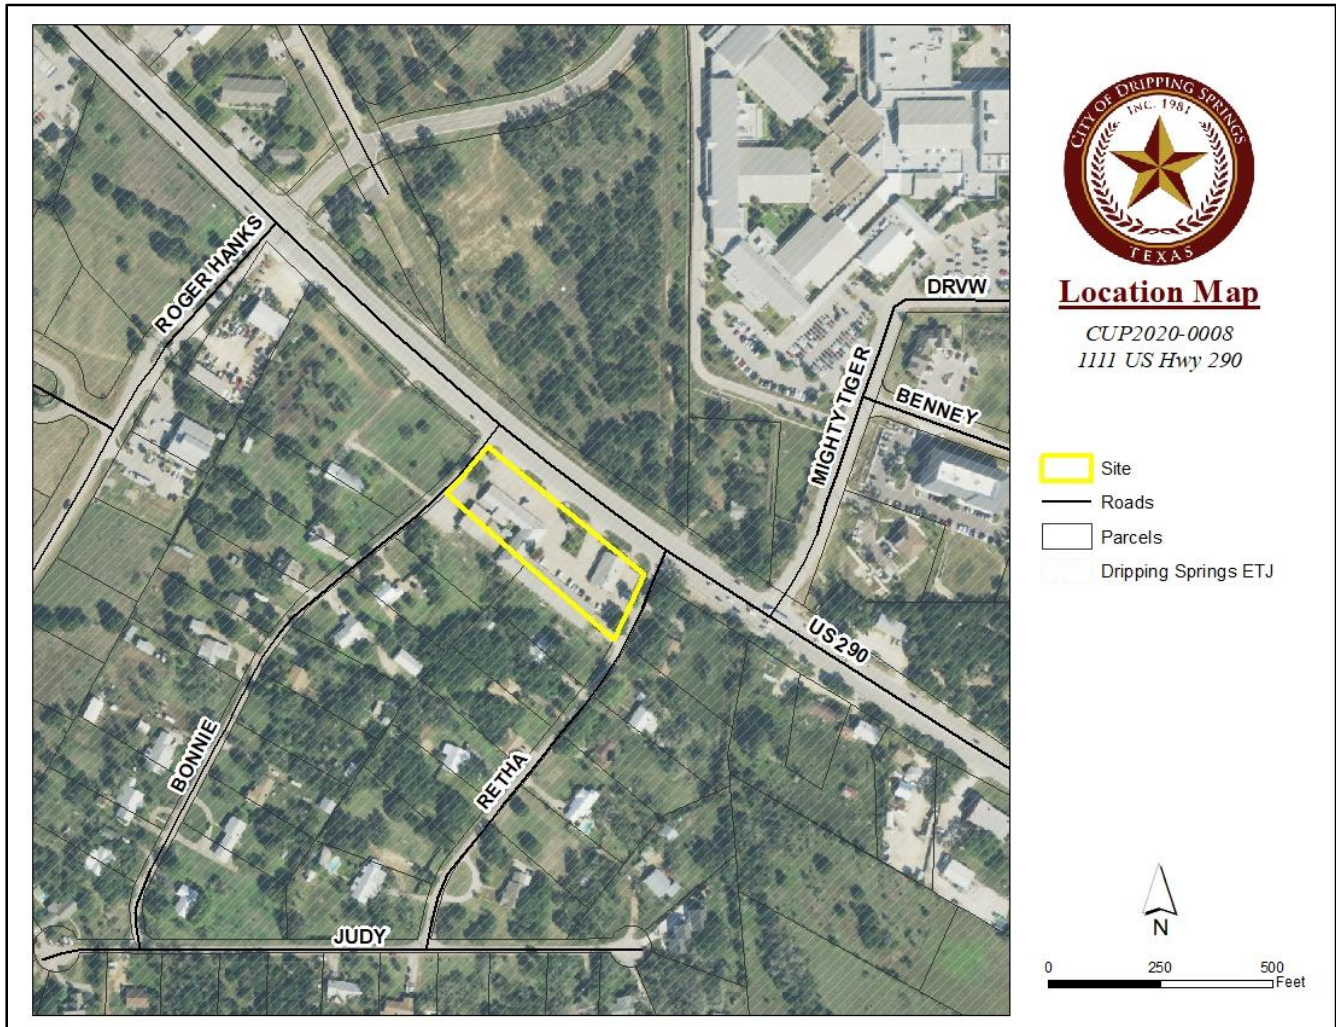 CITY OF DRIPPING SPRINGS
INC. 1981
TEXAS
Location Map
CUP2020-0008
1111 US Hwy 290
ROGER HANKS
DRVW
MIGHTY TIGER
BENNEY
US 290
BONNIE
RETHA
JUDY
Site
Roads
Parcels
Dripping Springs ETJ
N
0 250 500
Feet